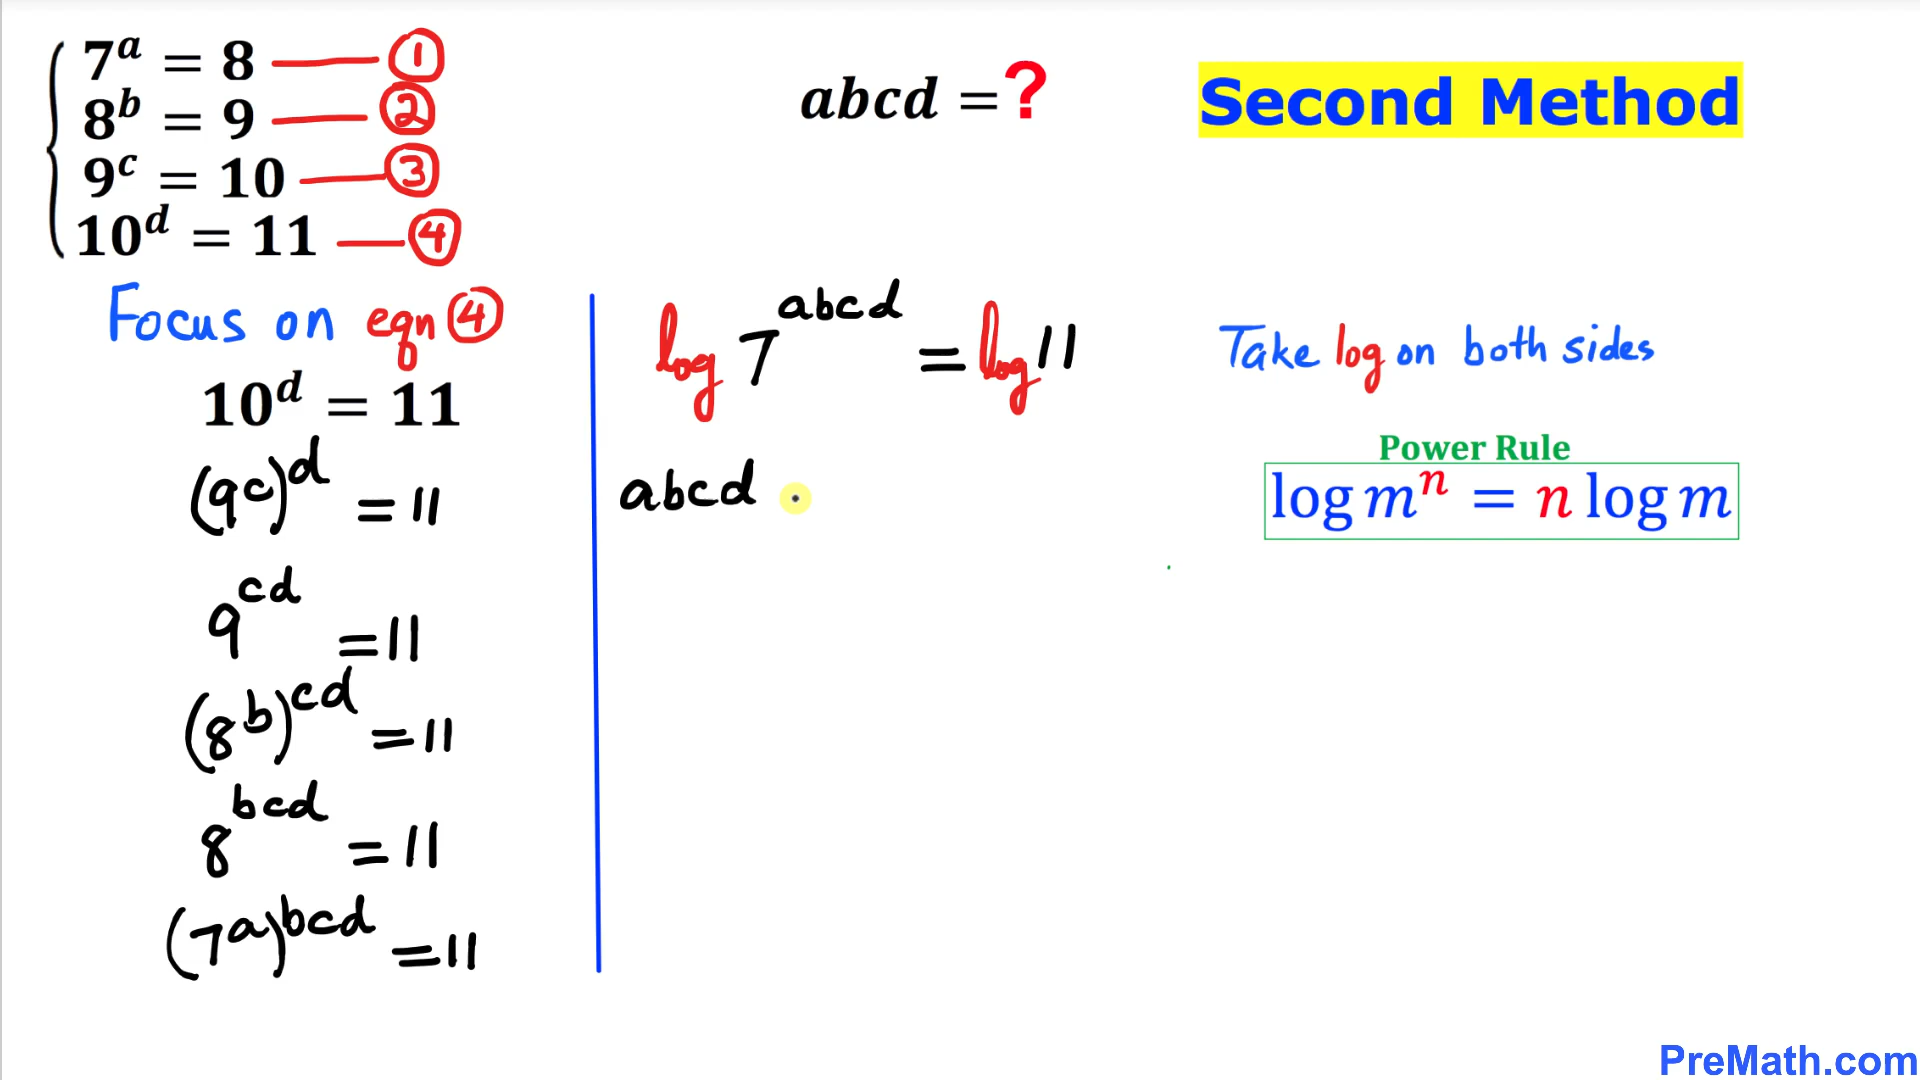 7^a = 8 — ①
8^b = 9 — ②
9^c = 10 — ③
10^d = 11 — ④
abcd = ?
Second Method
Focus on eqn ④
10^d = 11
(9^c)^d = 11
9^cd = 11
(8^b)^cd = 11
8^bcd = 11
(7^a)^bcd = 11
log 7^abcd = log 11
Take log on both sides
abcd ·
Power Rule
log m^n = n log m
PreMath.com